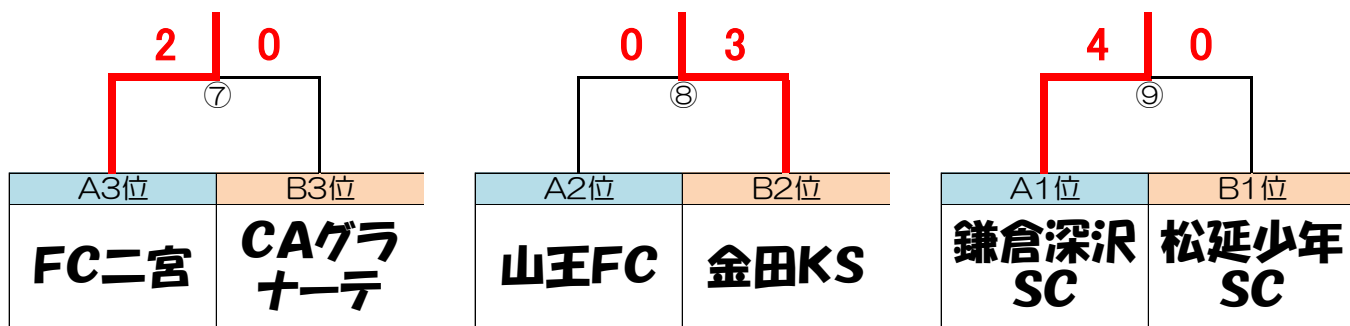 2 0 0 3 4 0
⑦ ⑧ ⑨
A3位 B3位 A2位 B2位 A1位 B1位
FC二宮 CAグラ 山王FC 金田KS 鎌倉深沢 松延少年
ナーテ SC SC